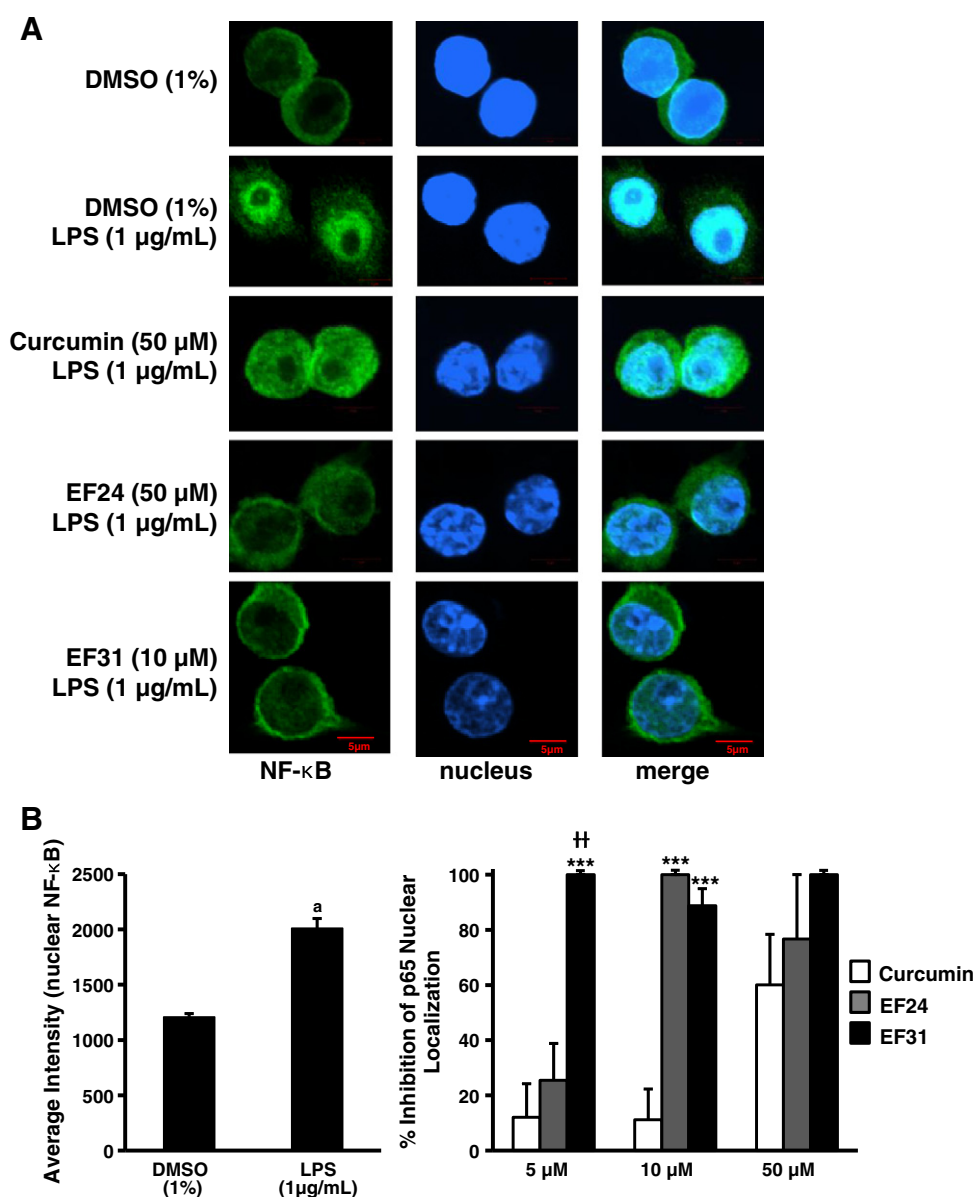 A
DMSO (1%)
DMSO (1%)
LPS (1 µg/mL)
Curcumin (50 µM)
LPS (1 µg/mL)
EF24 (50 µM)
LPS (1 µg/mL)
EF31 (10 µM)
LPS (1 µg/mL)
5µm
5µm
5µm
NF-κB
nucleus
merge
B
Average Intensity (nuclear NF-κB)
2500
2000
1500
1000
500
0
a
DMSO
(1%)
LPS
(1µg/mL)
% Inhibition of p65 Nuclear
Localization
100
80
60
40
20
0
ƗƗ
***
***
***
5 µM
10 µM
50 µM
Curcumin
EF24
EF31